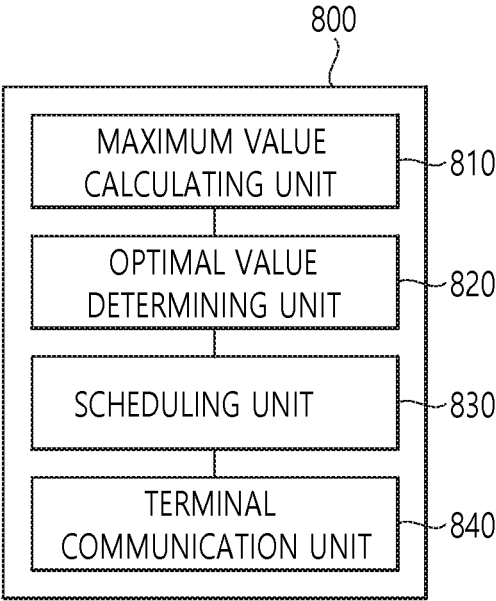 800
MAXIMUM VALUE
CALCULATING UNIT
810
OPTIMAL VALUE
DETERMINING UNIT
820
SCHEDULING UNIT
830
TERMINAL
COMMUNICATION UNIT
840